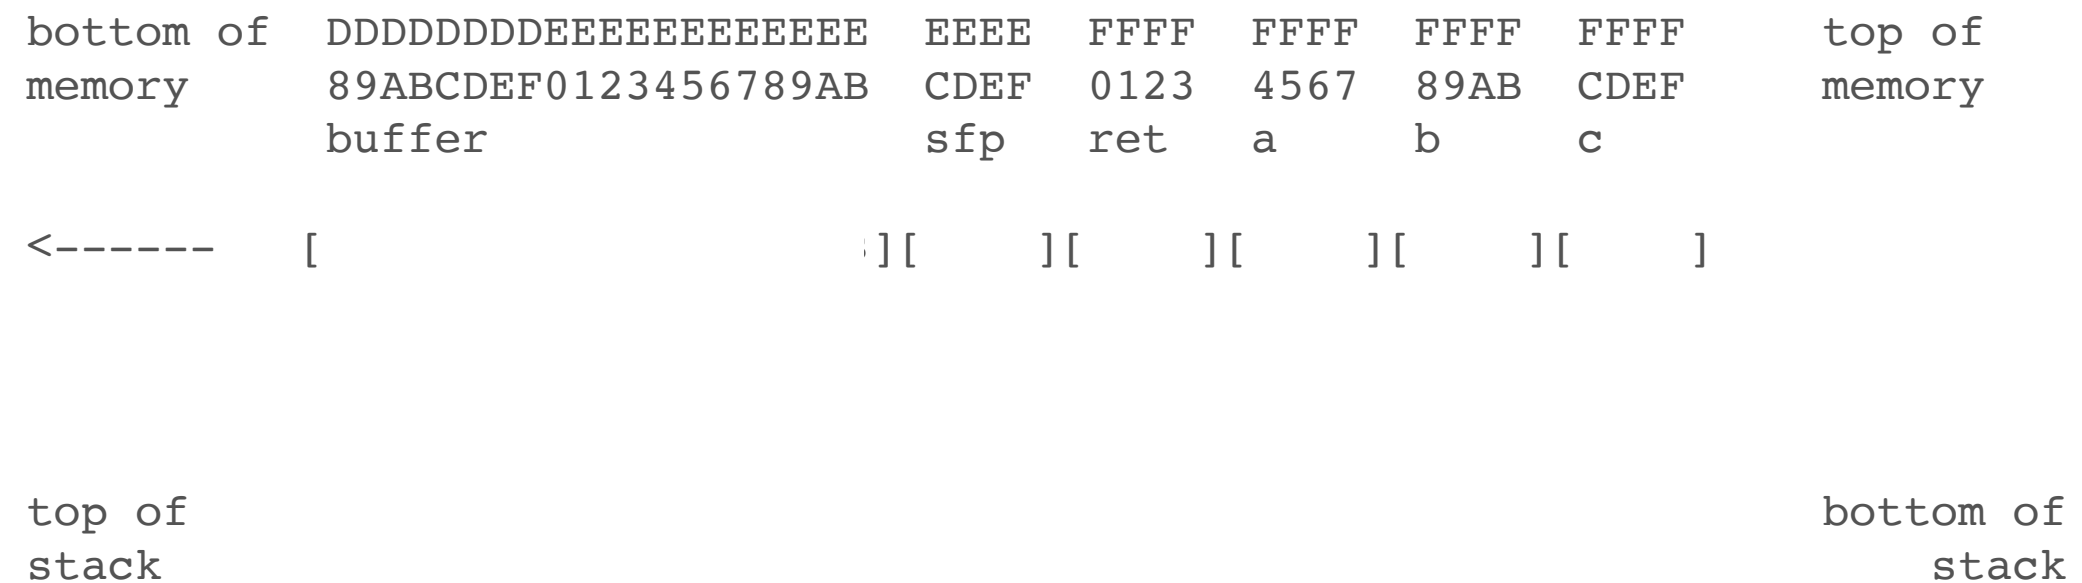 bottom of DDDDDDDDEEEEEEEEEEEE EEEE FFFF FFFF FFFF FFFF top of
memory 89ABCDEF0123456789AB CDEF 0123 4567 89AB CDEF memory
buffer sfp ret a b c
<------ [ ][ ][ ][ ][ ]
top of bottom of
stack stack